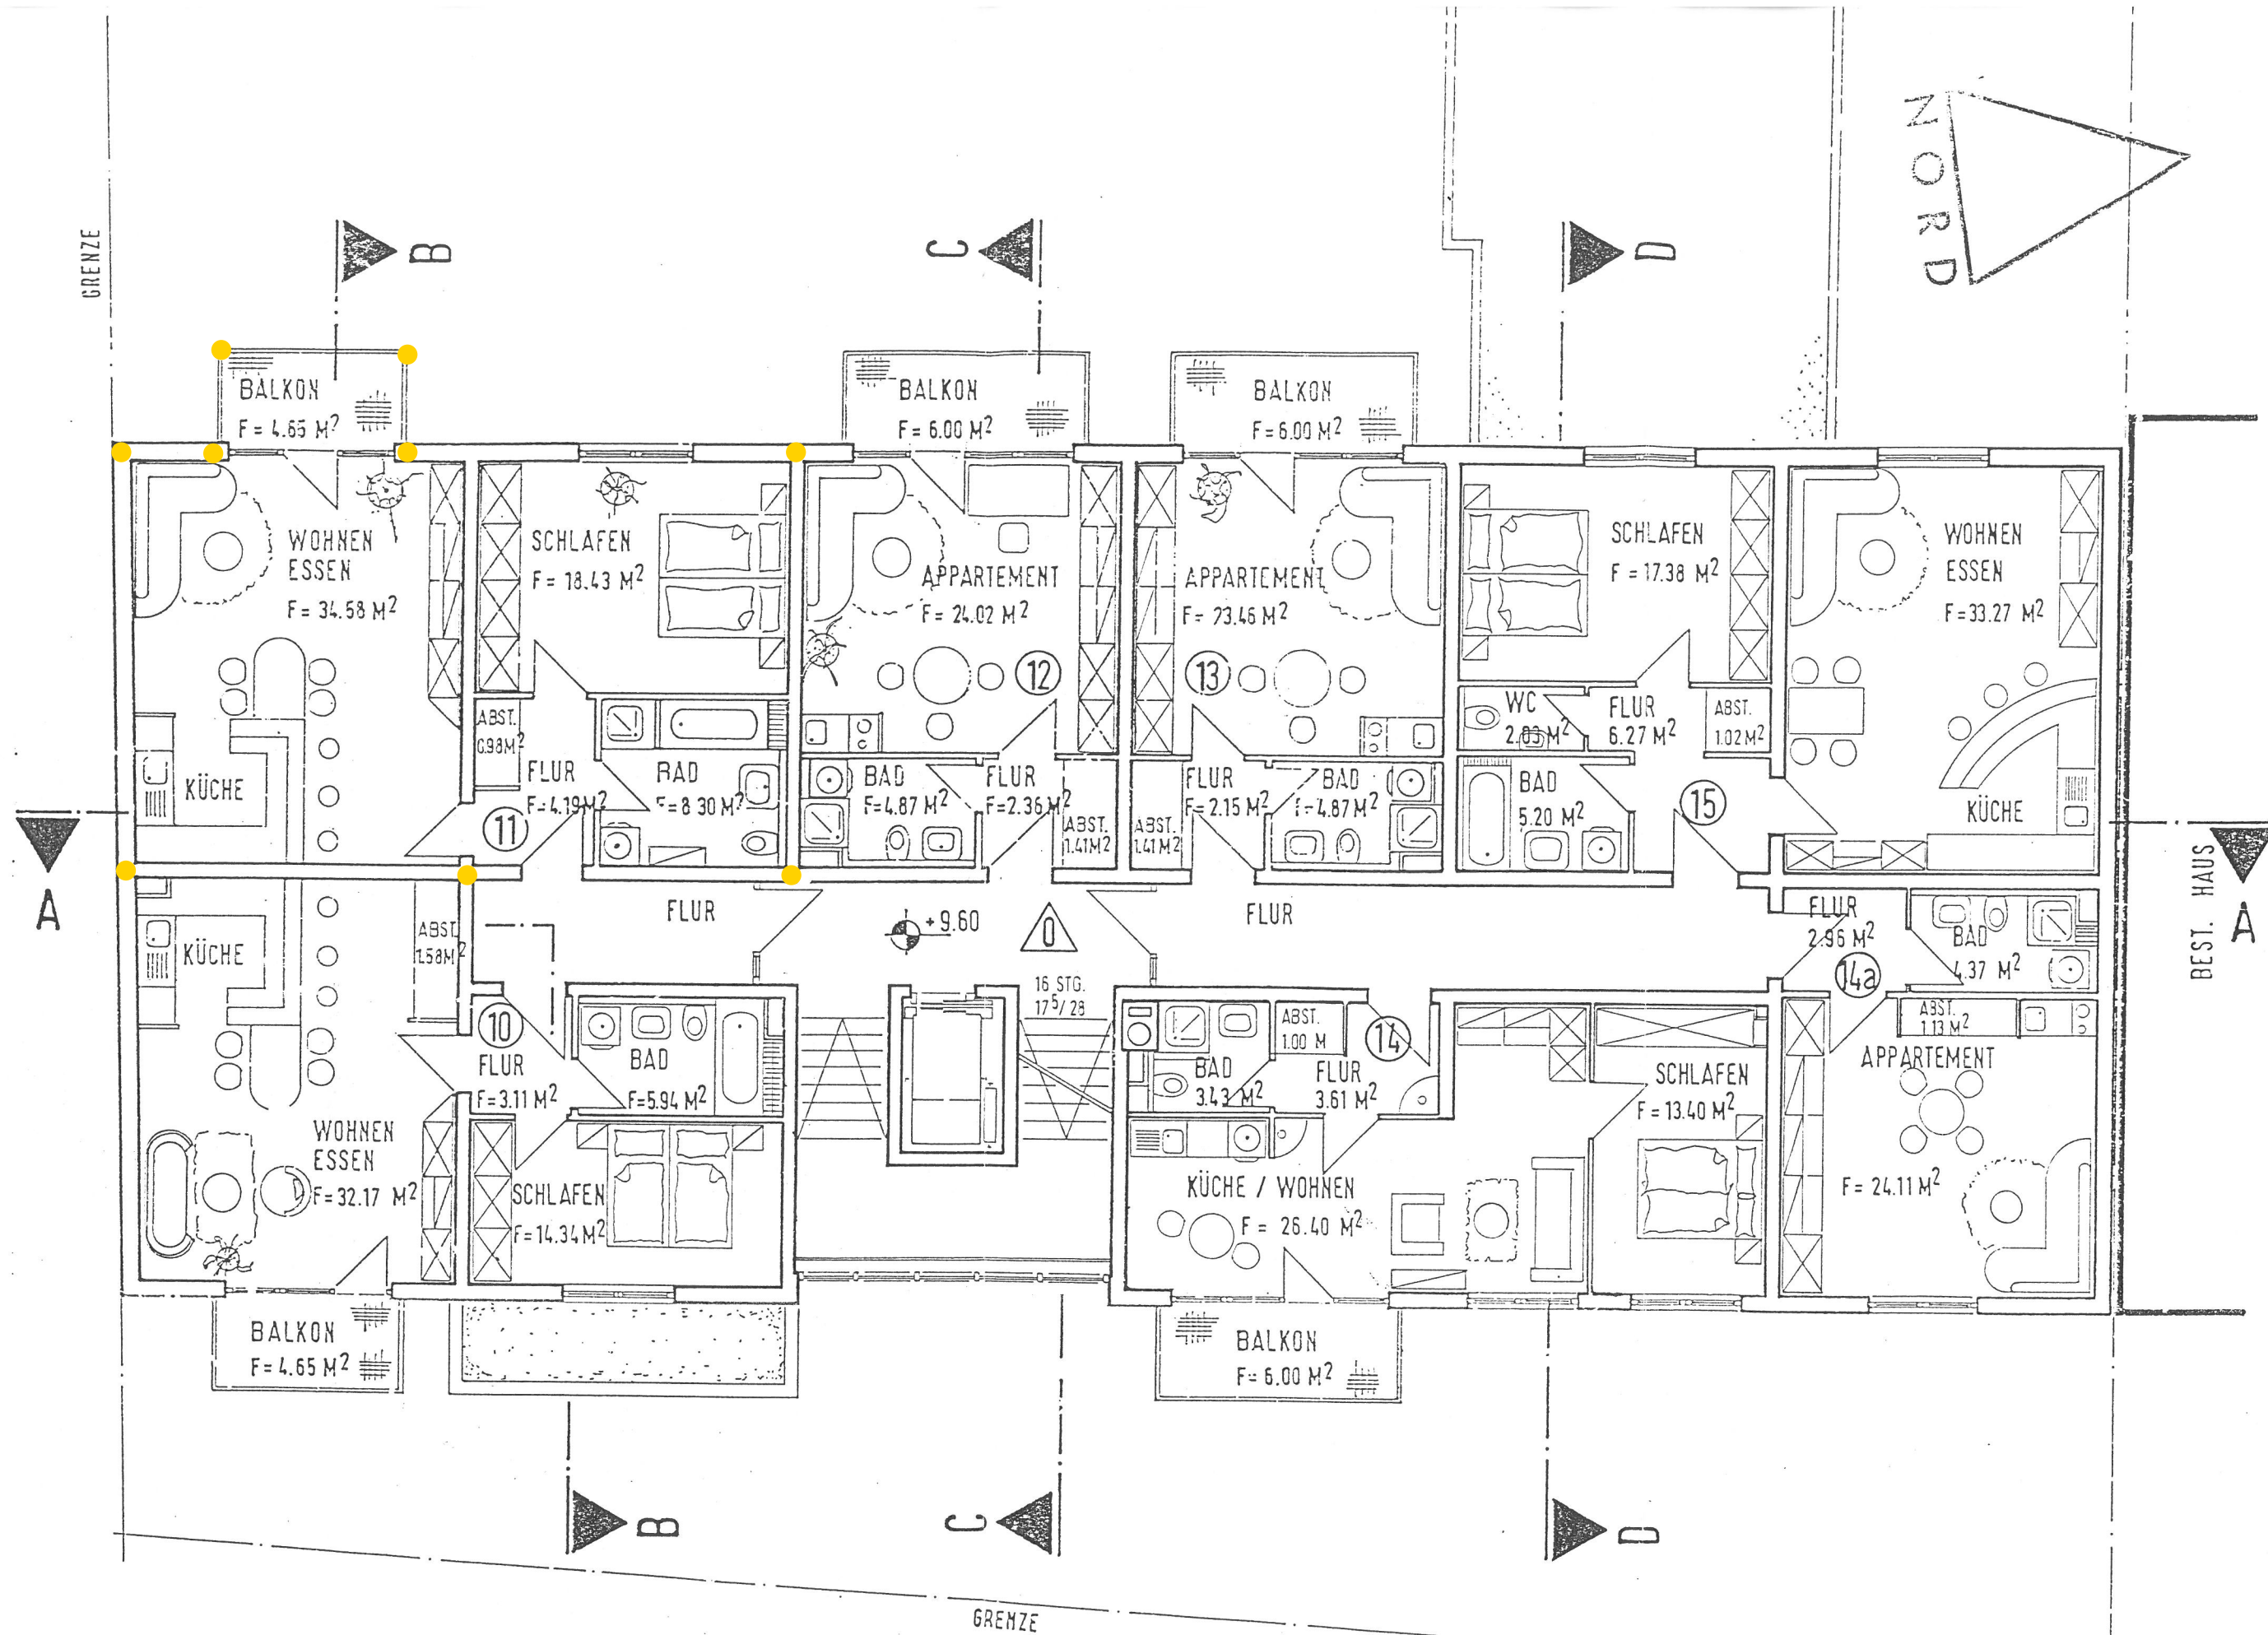 NORD
GRENZE
B
C
D
BALKON
F = 4.65 M²
BALKON
F = 6.00 M²
BALKON
F = 6.00 M²
WOHNEN
ESSEN
F = 34.58 M²
SCHLAFEN
F = 18.43 M²
APPARTEMENT
F = 24.02 M²
APPARTEMENT
F = 23.46 M²
SCHLAFEN
F = 17.38 M²
WOHNEN
ESSEN
F = 33.27 M²
12
13
ABST.
0.98 M²
WC
FLUR
6.27 M²
ABST.
1.02 M²
KÜCHE
FLUR
F = 4.19 M²
BAD
F = 8.30 M²
BAD
F = 4.87 M²
FLUR
F = 2.36 M²
FLUR
F = 2.15 M²
BAD
F = 4.87 M²
BAD
5.20 M²
15
KÜCHE
11
ABST.
1.41 M²
ABST.
1.41 M²
A
A
BEST. HAUS
KÜCHE
ABST.
1.58 M²
FLUR
+9.60
0
FLUR
FLUR
2.96 M²
BAD
4.37 M²
14a
16 STG.
17⁵/28
10
FLUR
F = 3.11 M²
BAD
F = 5.94 M²
BAD
3.43 M²
ABST.
1.00 M
14
FLUR
3.61 M²
SCHLAFEN
F = 13.40 M²
ABST.
1.13 M²
APPARTEMENT
F = 24.11 M²
WOHNEN
ESSEN
F = 32.17 M²
SCHLAFEN
F = 14.34 M²
KÜCHE / WOHNEN
F = 26.40 M²
BALKON
F = 4.65 M²
BALKON
F = 6.00 M²
B
C
D
GRENZE